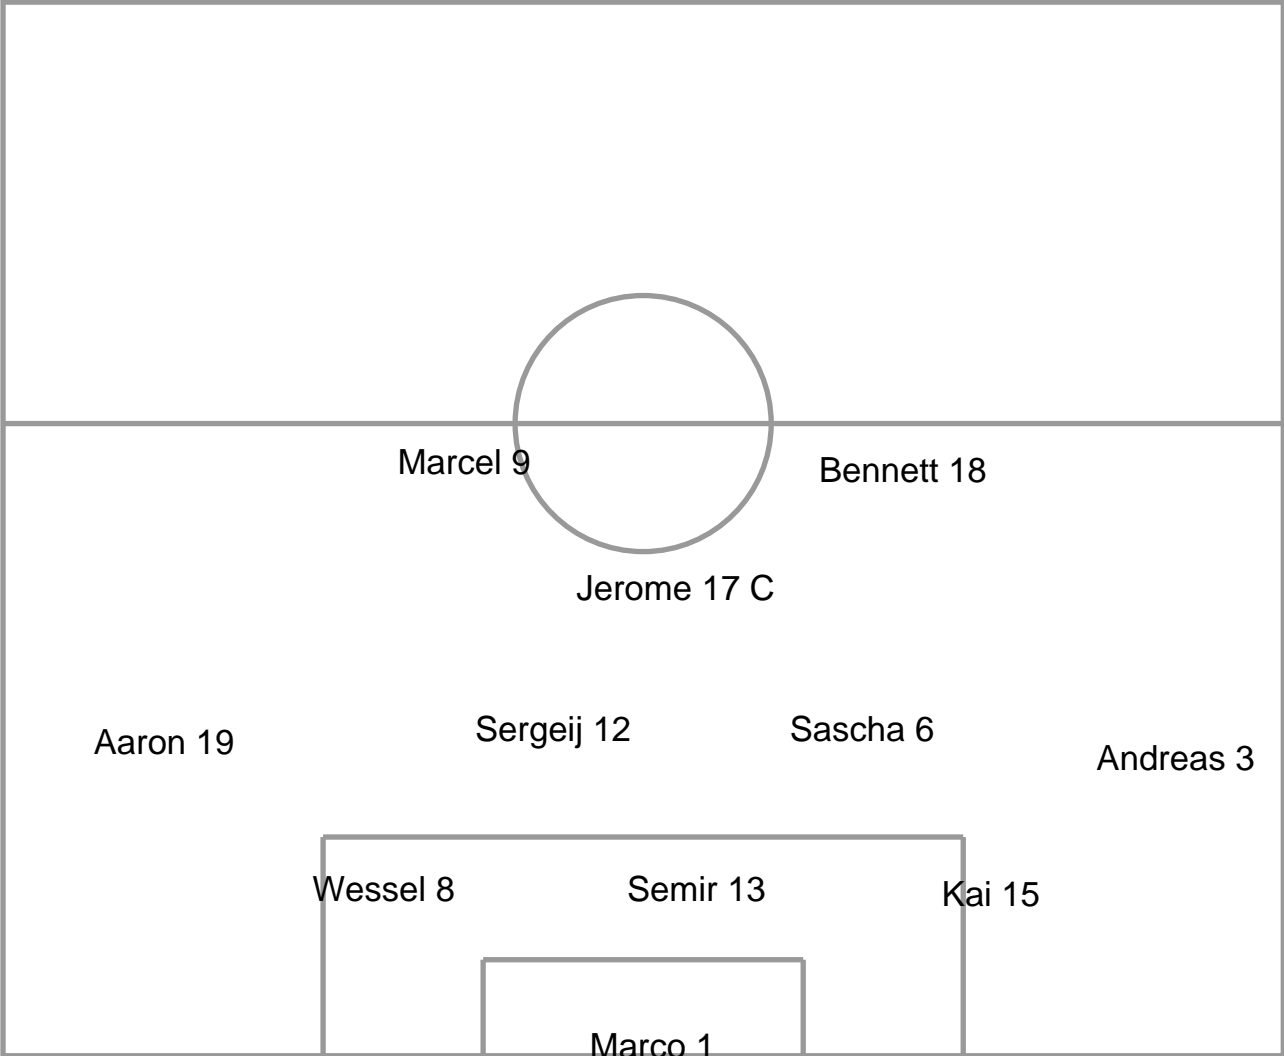 Marcel 9
Bennett 18
Jerome 17 C
Aaron 19
Sergeij 12
Sascha 6
Andreas 3
Wessel 8
Semir 13
Kai 15
Marco 1